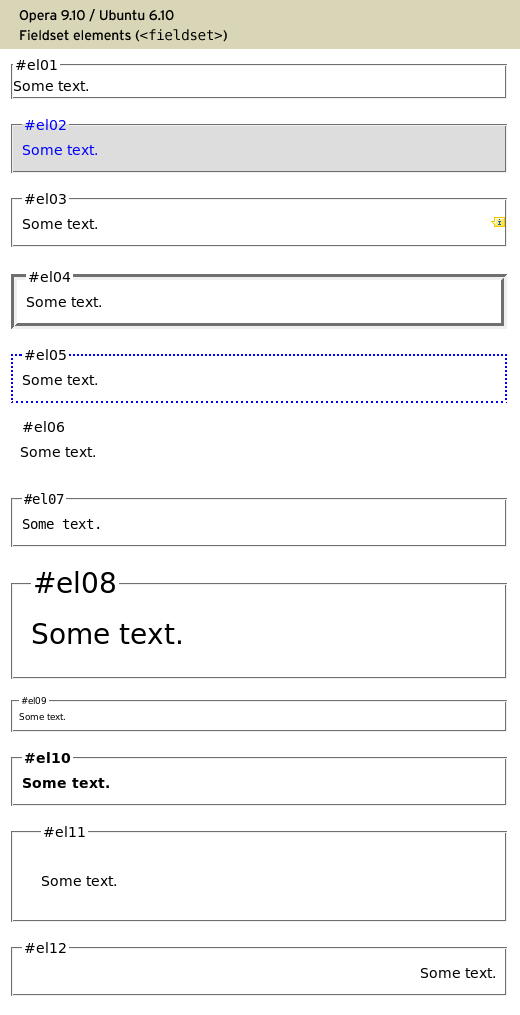 Opera 9.10 / Ubuntu 6.10
Fieldset elements (<fieldset>)
#el01
Some text.
#el02
Some text.
#el03
Some text.
#el04
Some text.
#el05
Some text.
#el06
Some text.
#el07
Some text.
#el08
Some text.
#el09
Some text.
#el10
Some text.
#el11
Some text.
#el12
Some text.